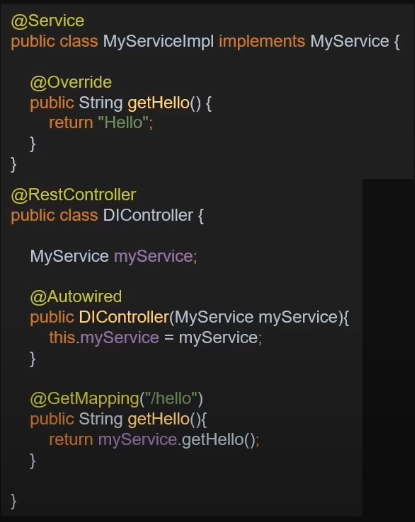 @Service
public class MyServiceImpl implements MyService {
@Override
public String getHello() {
return "Hello";
}
}
@RestController
public class DIController {
MyService myService;
@Autowired
public DIController(MyService myService){
this.myService = myService;
}
@GetMapping("/hello")
public String getHello(){
return myService.getHello();
}
}